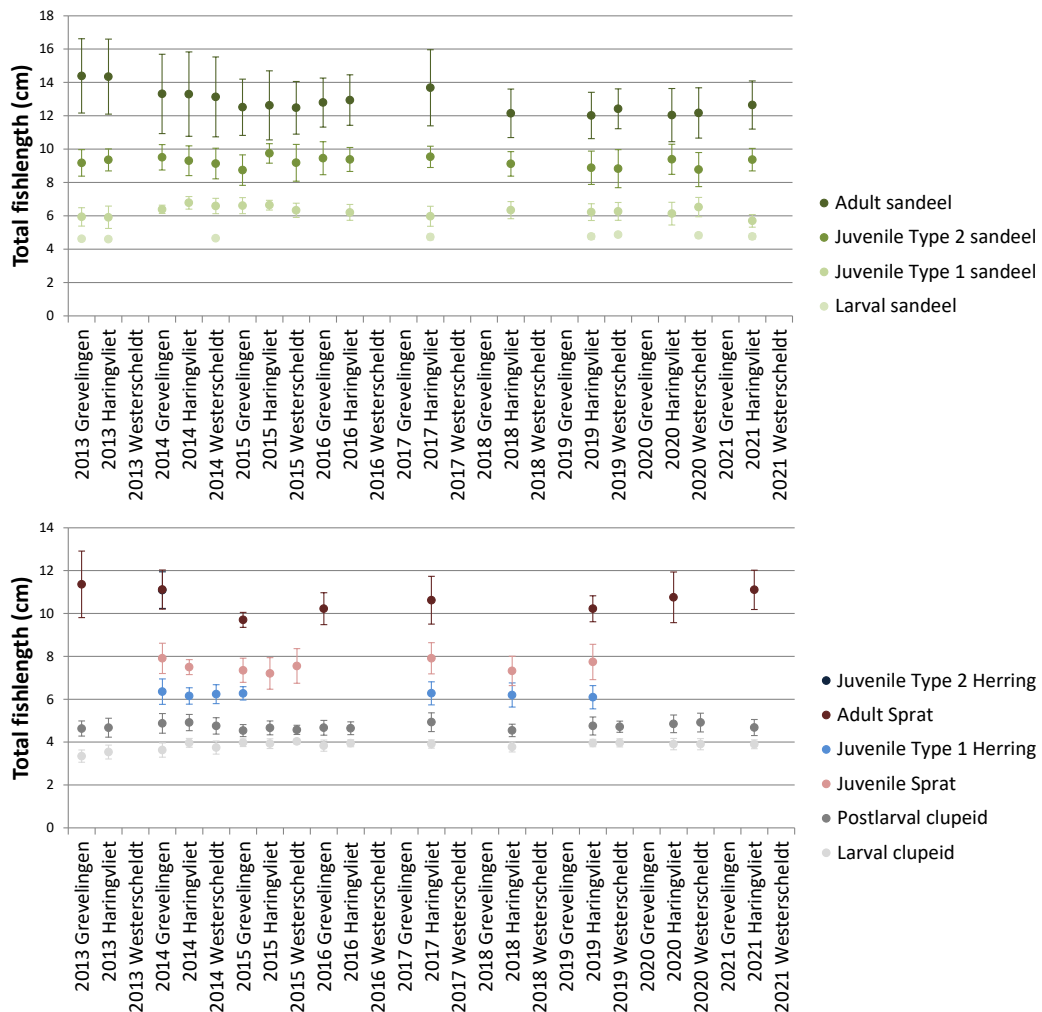 Total fishlength (cm)
18
16
14
12
10
8
6
4
2
0
2013 Grevelingen
2013 Haringvliet
2013 Westerscheldt
2014 Grevelingen
2014 Haringvliet
2014 Westerscheldt
2015 Grevelingen
2015 Haringvliet
2015 Westerscheldt
2016 Grevelingen
2016 Haringvliet
2016 Westerscheldt
2017 Grevelingen
2017 Haringvliet
2017 Westerscheldt
2018 Grevelingen
2018 Haringvliet
2018 Westerscheldt
2019 Grevelingen
2019 Haringvliet
2019 Westerscheldt
2020 Grevelingen
2020 Haringvliet
2020 Westerscheldt
2021 Grevelingen
2021 Haringvliet
2021 Westerscheldt
Adult sandeel
Juvenile Type 2 sandeel
Juvenile Type 1 sandeel
Larval sandeel
Total fishlength (cm)
14
12
10
8
6
4
2
0
2013 Grevelingen
2013 Haringvliet
2013 Westerscheldt
2014 Grevelingen
2014 Haringvliet
2014 Westerscheldt
2015 Grevelingen
2015 Haringvliet
2015 Westerscheldt
2016 Grevelingen
2016 Haringvliet
2016 Westerscheldt
2017 Grevelingen
2017 Haringvliet
2017 Westerscheldt
2018 Grevelingen
2018 Haringvliet
2018 Westerscheldt
2019 Grevelingen
2019 Haringvliet
2019 Westerscheldt
2020 Grevelingen
2020 Haringvliet
2020 Westerscheldt
2021 Grevelingen
2021 Haringvliet
2021 Westerscheldt
Juvenile Type 2 Herring
Adult Sprat
Juvenile Type 1 Herring
Juvenile Sprat
Postlarval clupeid
Larval clupeid